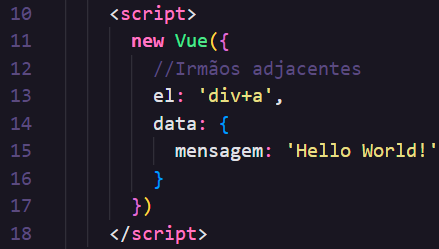 10 <script>
11 new Vue({
12 //Irmãos adjacentes
13 el: 'div+a',
14 data: {
15 mensagem: 'Hello World!'
16 }
17 })
18 </script>